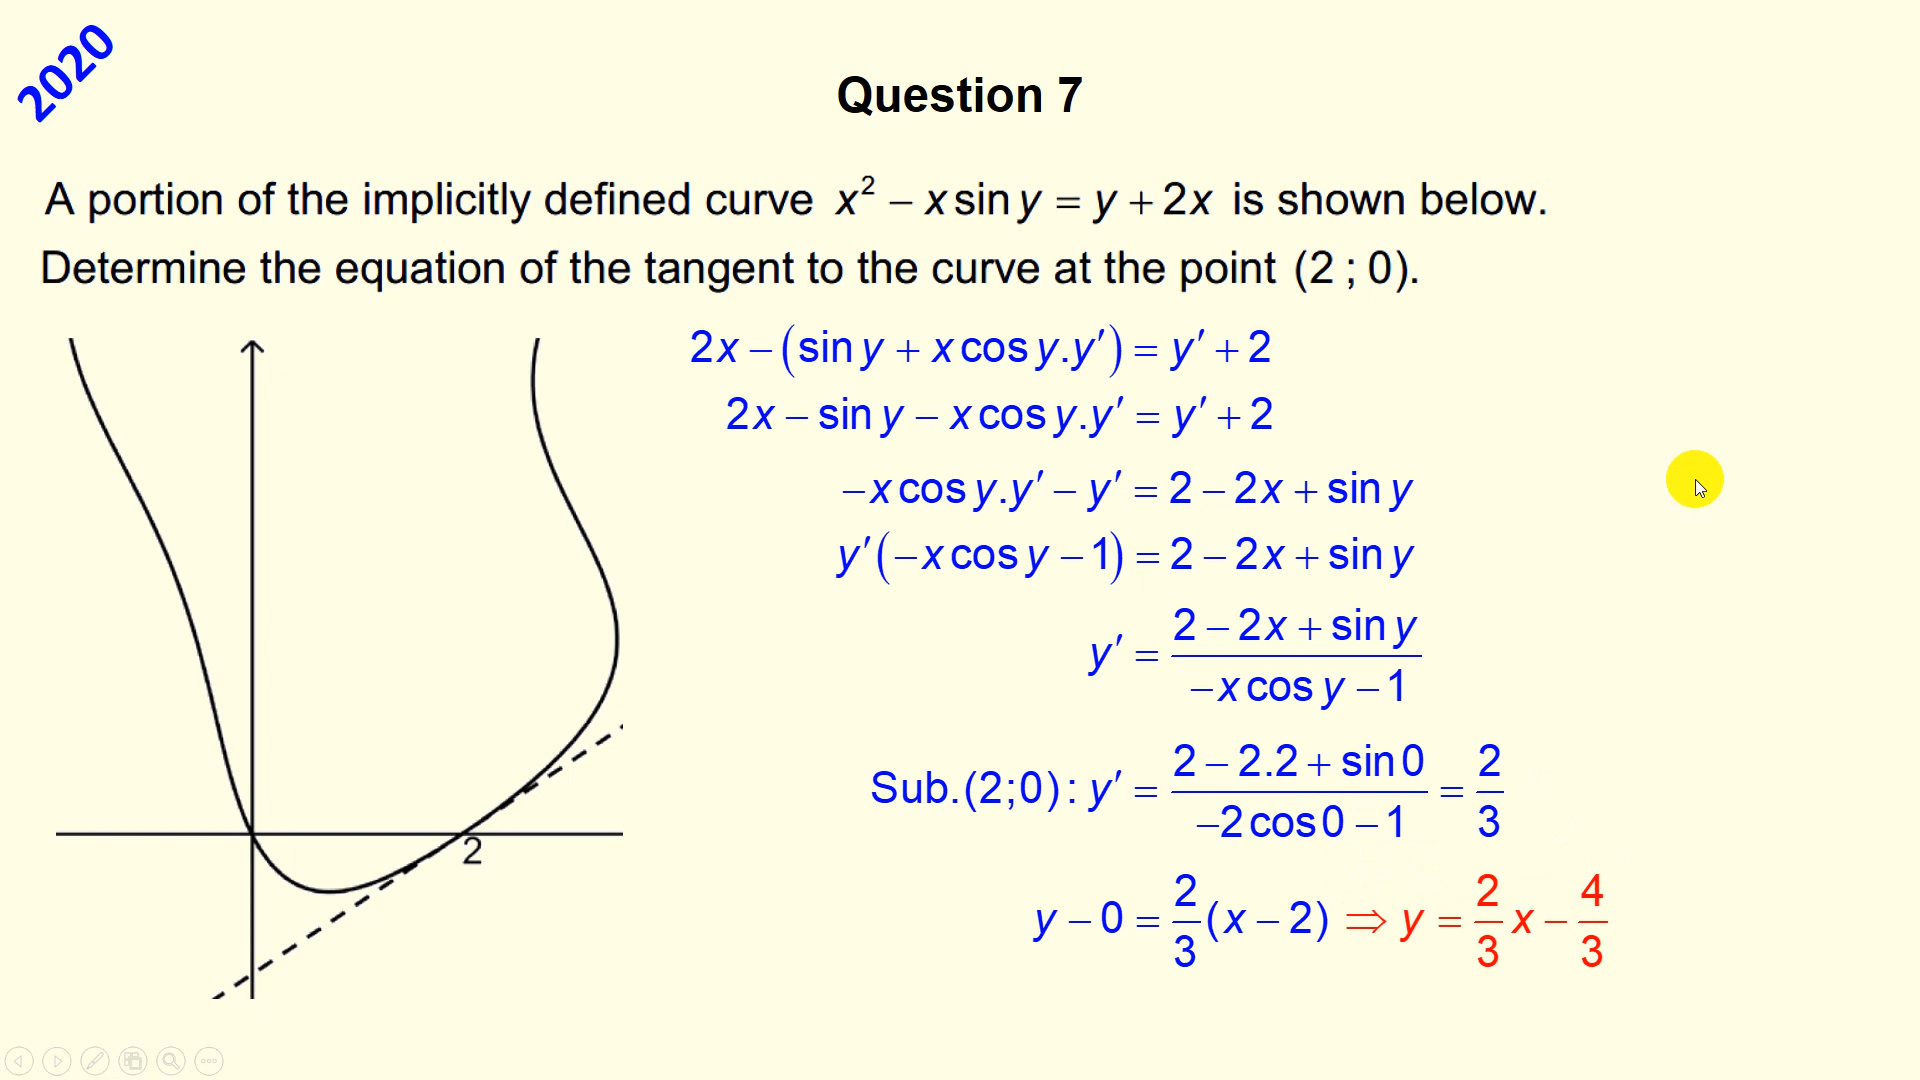 2020
Question 7
A portion of the implicitly defined curve x² − x sin y = y + 2x is shown below.
Determine the equation of the tangent to the curve at the point (2 ; 0).
2x − (sin y + x cos y.y′) = y′ + 2
2x − sin y − x cos y.y′ = y′ + 2
−x cos y.y′ − y′ = 2 − 2x + sin y
y′(−x cos y − 1) = 2 − 2x + sin y
y′ = (2 − 2x + sin y)/(−x cos y − 1)
Sub.(2;0) : y′ = (2 − 2.2 + sin 0)/(−2 cos 0 − 1) = 2/3
y − 0 = 2/3 (x − 2) ⇒ y = 2/3 x − 4/3
2